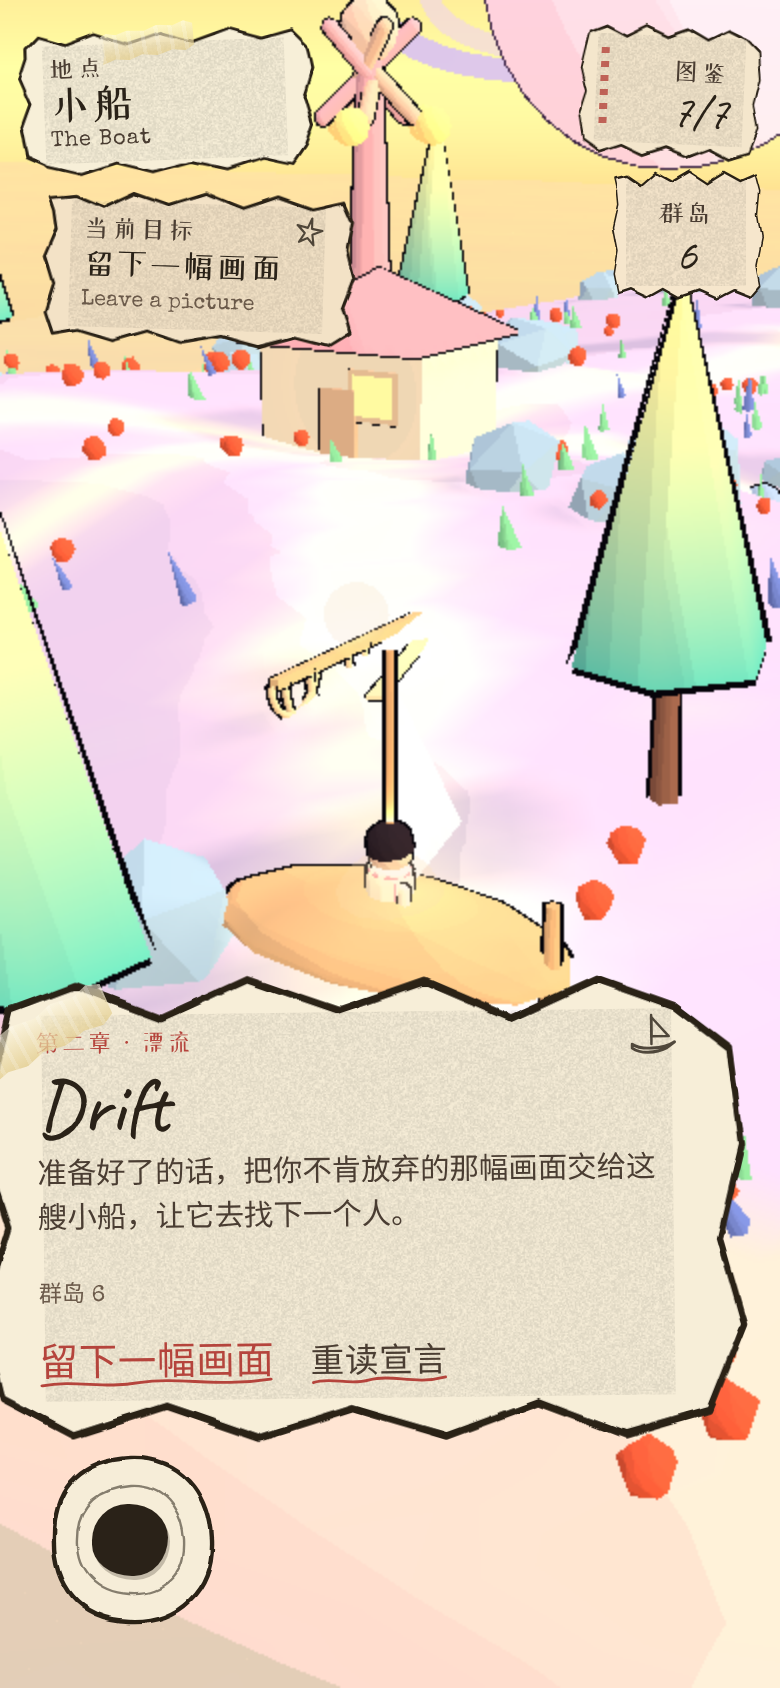 地点
小船
The Boat
图鉴
7/7
当前目标
留下一幅画面
Leave a picture
群岛
6
第二章 · 漂流
Drift
准备好了的话，把你不肯放弃的那幅画面交给这
艘小船，让它去找下一个人。
群岛 6
留下一幅画面 重读宣言